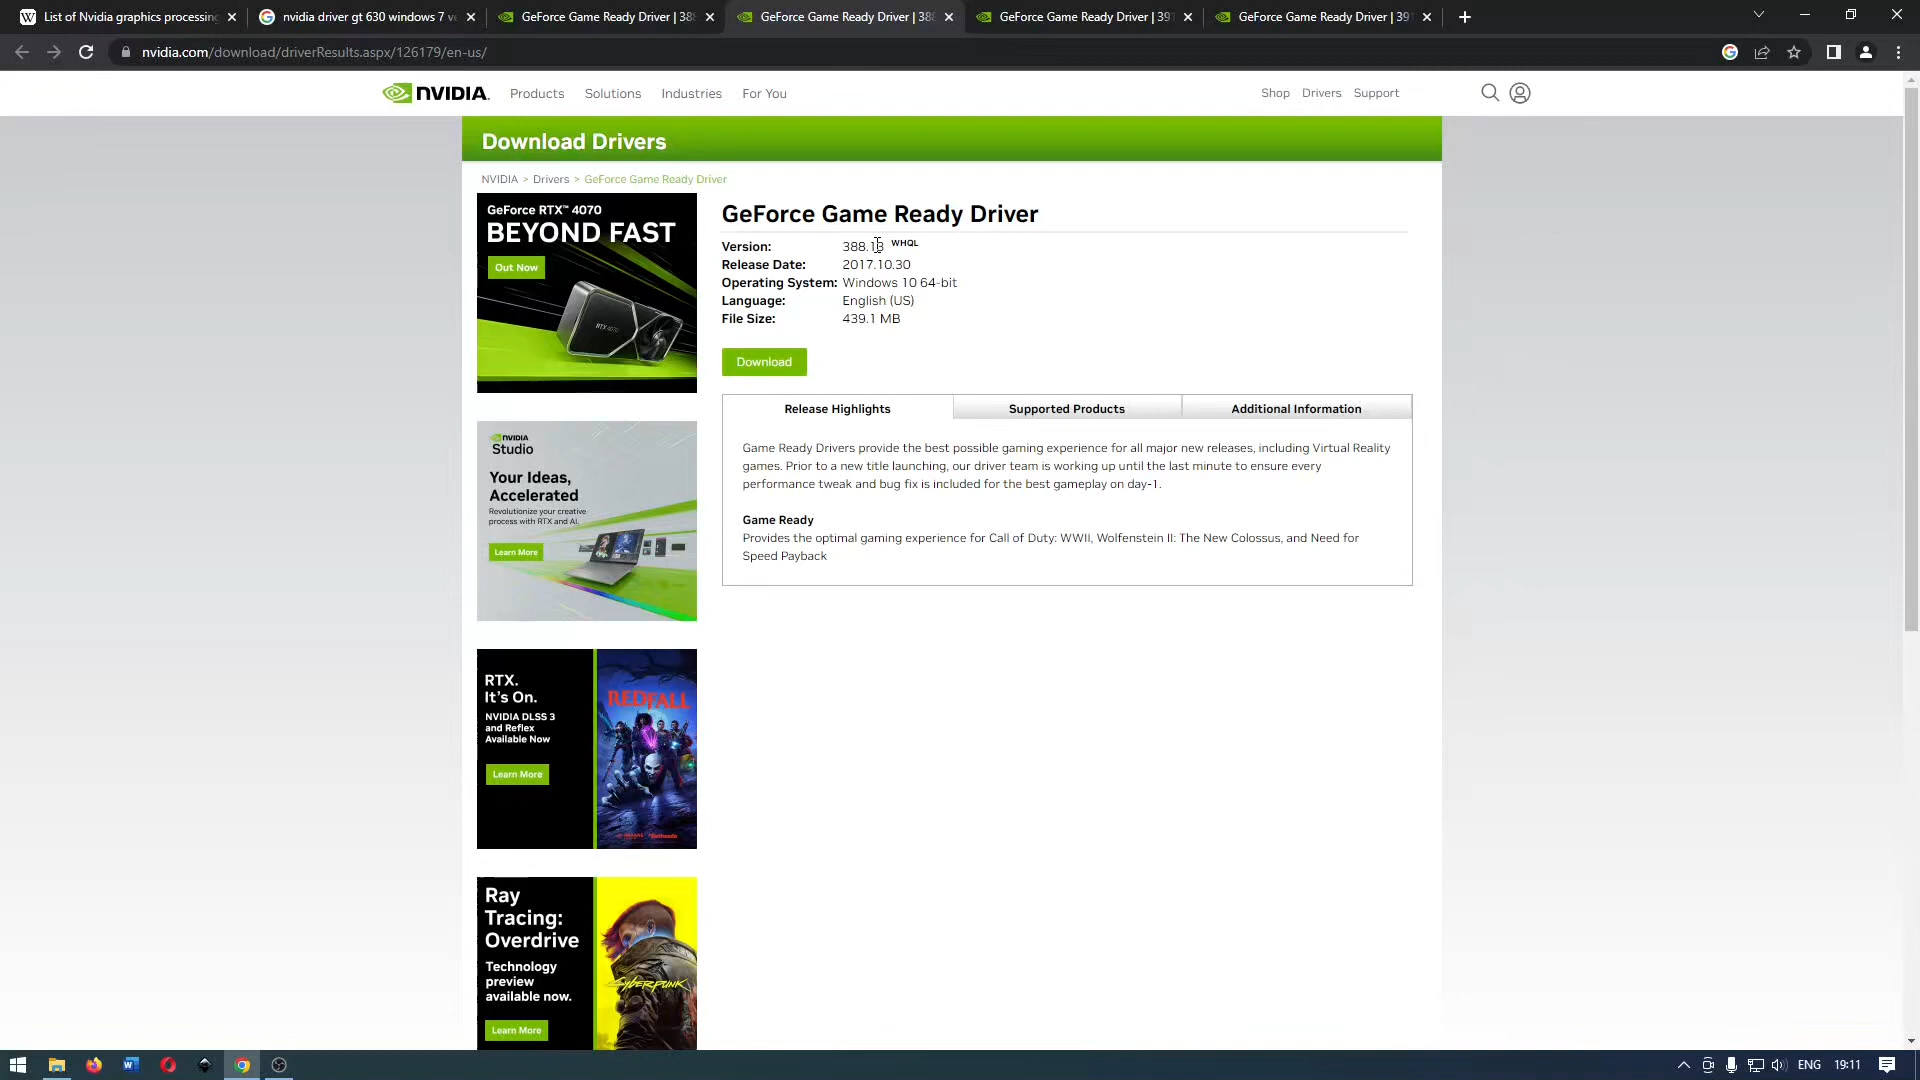 List of Nvidia graphics processing
nvidia driver gt 630 windows 7 ve
GeForce Game Ready Driver | 388
GeForce Game Ready Driver | 388
GeForce Game Ready Driver | 391
GeForce Game Ready Driver | 391
nvidia.com/download/driverResults.aspx/126179/en-us/
NVIDIA.
Products
Solutions
Industries
For You
Shop
Drivers
Support
Download Drivers
NVIDIA > Drivers > GeForce Game Ready Driver
GeForce RTX™ 4070
BEYOND FAST
Out Now
RTX 4070
GeForce Game Ready Driver
Version: 388.13 WHQL
Release Date: 2017.10.30
Operating System: Windows 10 64-bit
Language: English (US)
File Size: 439.1 MB
Download
Release Highlights
Supported Products
Additional Information
Game Ready Drivers provide the best possible gaming experience for all major new releases, including Virtual Reality
games. Prior to a new title launching, our driver team is working up until the last minute to ensure every
performance tweak and bug fix is included for the best gameplay on day-1.
Game Ready
Provides the optimal gaming experience for Call of Duty: WWII, Wolfenstein II: The New Colossus, and Need for
Speed Payback
NVIDIA
Studio
Your Ideas,
Accelerated
Revolutionize your creative
process with RTX and AI.
Learn More
RTX.
It's On.
NVIDIA DLSS 3
and Reflex
Available Now
Learn More
REDFALL
Bethesda
Ray
Tracing:
Overdrive
Technology
preview
available now.
Learn More
CYBERPUNK
ENG
19:11